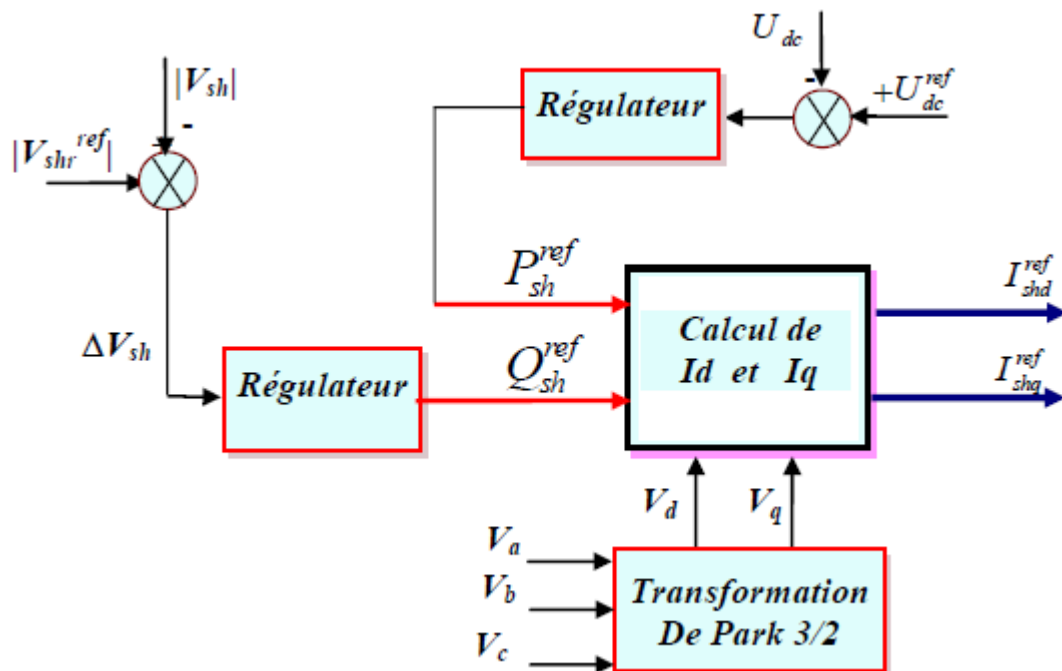 U_dc
|V_sh|
-
Régulateur
-
+U_dc^ref
|V_shr^ref|
- -
P_sh^ref
I_shd^ref
Calcul de
Id et Iq
ΔV_sh
Régulateur
Q_sh^ref
I_shq^ref
V_d
V_q
V_a
V_b
V_c
Transformation
De Park 3/2